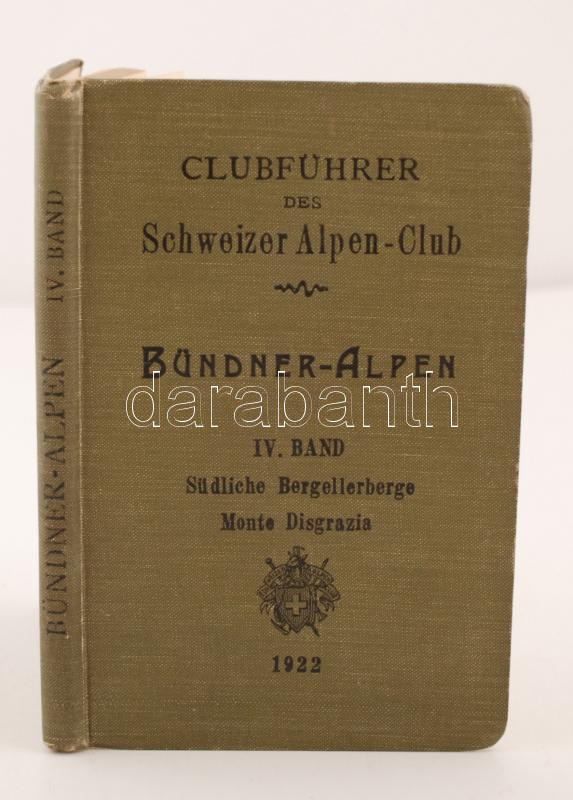 CLUBFÜHRER
DES
Schweizer Alpen-Club
BÜNDNER-ALPEN
darabanth
IV. BAND
Südliche Bergellerberge
Monte Disgrazia
1922
BÜNDNER-ALPEN IV. BAND